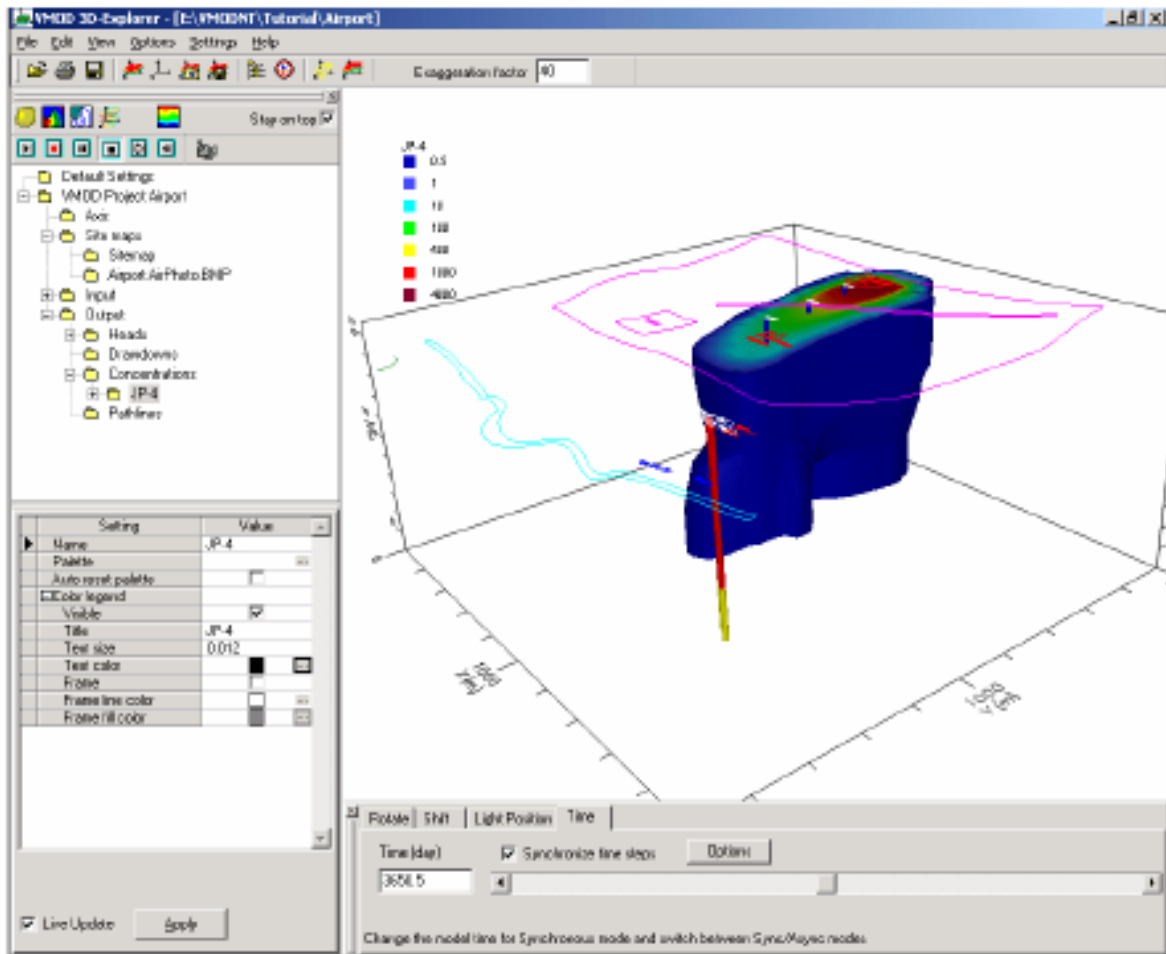 VMOD 3D-Explorer - [E:\VMODNT\Tutorial\Airport]
File Edit View Options Settings Help
Exaggeration factor 40
Stay on top
Default Settings
VMOD Project Airport
Axis
Site maps
Sitemap
Airport.AirPhoto.BMP
Input
Output
Heads
Drawdowns
Concentrations
JP-4
Pathlines
Setting Value
Name JP-4
Palette
Auto reset palette
Color legend
Visible
Title JP-4
Text size 0.012
Text color
Frame
Frame line color
Frame fill color
Live Update Apply
JP-4
0.5
1
10
100
400
1000
4000
1000
1000
Rotate Shift Light Position Time
Time (day) Synchronize time steps Options
3650.5
Change the model time for Synchronous mode and switch between Sync/Async modes